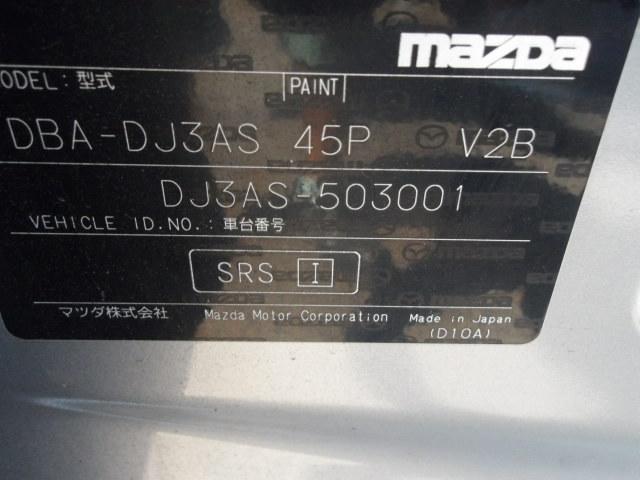 mazda
MODEL: 型式 PAINT
DBA-DJ3AS 45P V2B
DJ3AS-503001
VEHICLE ID.NO.: 車台番号
SRS I
マツダ株式会社 Mazda Motor Corporation Made in Japan
(D10A)